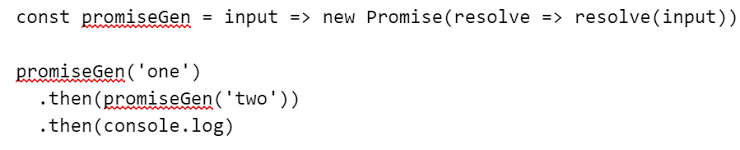 const promiseGen = input => new Promise(resolve => resolve(input))
promiseGen('one')
.then(promiseGen('two'))
.then(console.log)